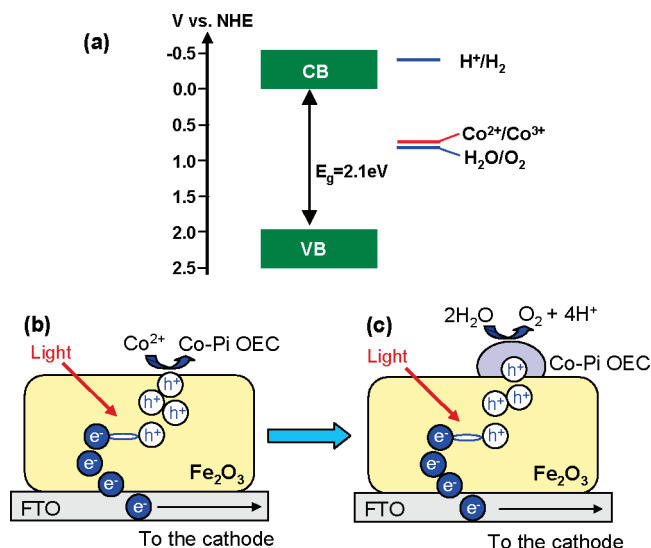 (a)
V vs. NHE
-0.5
0.0
0.5
1.0
1.5
2.0
2.5
CB
E_g=2.1eV
VB
H⁺/H₂
Co²⁺/Co³⁺
H₂O/O₂
(b)
Co²⁺ Co-Pi OEC
Light
h⁺
h⁺ h⁺
e⁻ h⁺
e⁻
e⁻
Fe₂O₃
FTO e⁻
To the cathode
(c)
2H₂O O₂ + 4H⁺
Co-Pi OEC
Light
h⁺
h⁺ h⁺
e⁻ h⁺
e⁻
e⁻
Fe₂O₃
FTO e⁻
To the cathode